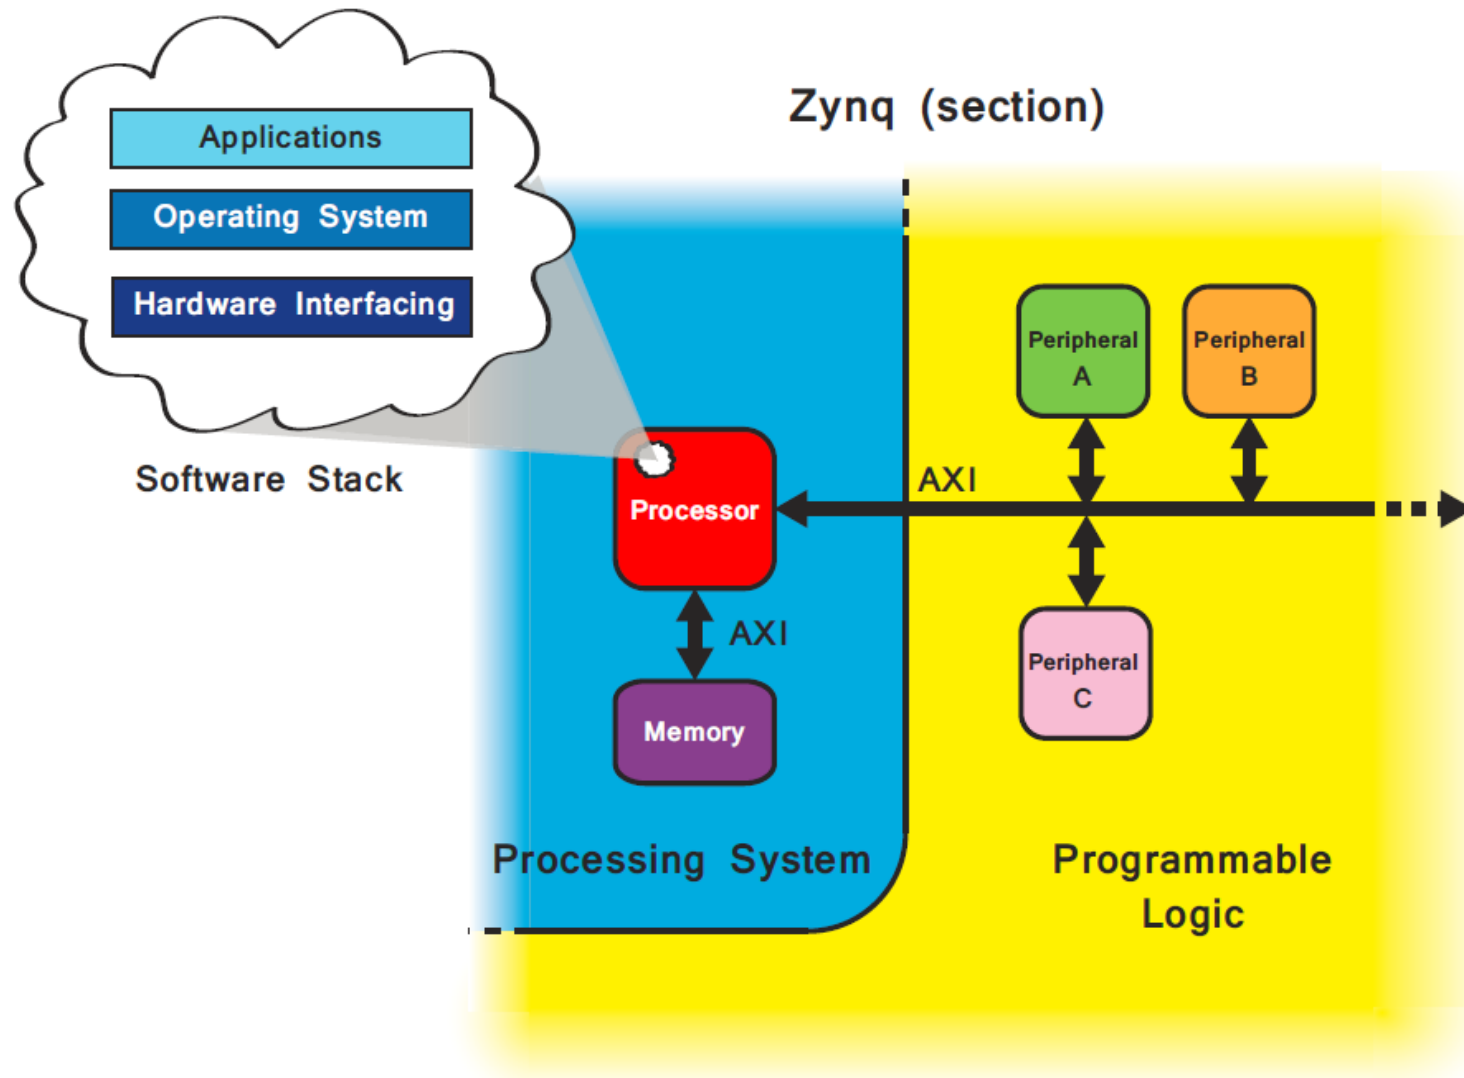 Zynq (section)
Applications
Operating System
Hardware Interfacing
Software Stack
Processor
AXI
Memory
Processing System
AXI
Peripheral
A
Peripheral
B
Peripheral
C
Programmable
Logic